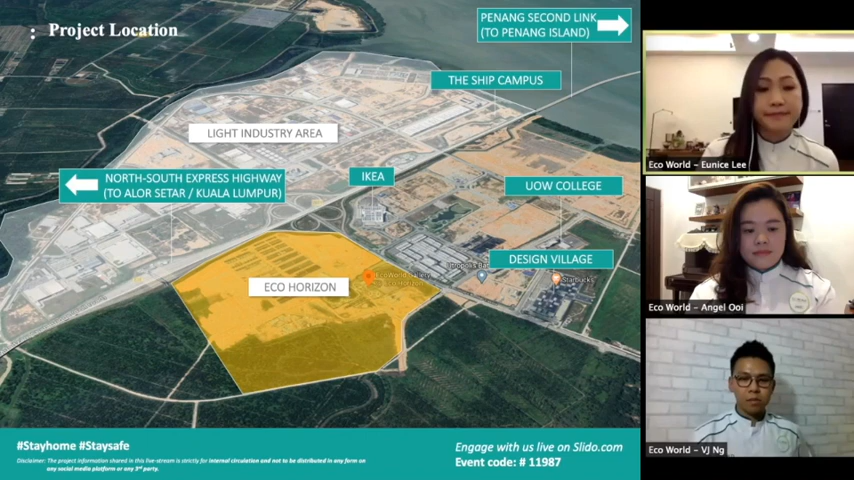 : Project Location
PENANG SECOND LINK
(TO PENANG ISLAND)
THE SHIP CAMPUS
LIGHT INDUSTRY AREA
NORTH-SOUTH EXPRESS HIGHWAY
(TO ALOR SETAR / KUALA LUMPUR)
IKEA
UOW COLLEGE
DESIGN VILLAGE
ECO HORIZON
Starbucks
#Stayhome #Staysafe
Disclaimer: The project information shared in this live-stream is strictly for internal circulation and not to be distributed in any form on
any social media platform or any 3rd party.
Engage with us live on Slido.com
Event code: # 11987
Eco World – Eunice Lee
Eco World – Angel Ooi
Eco World – VJ Ng